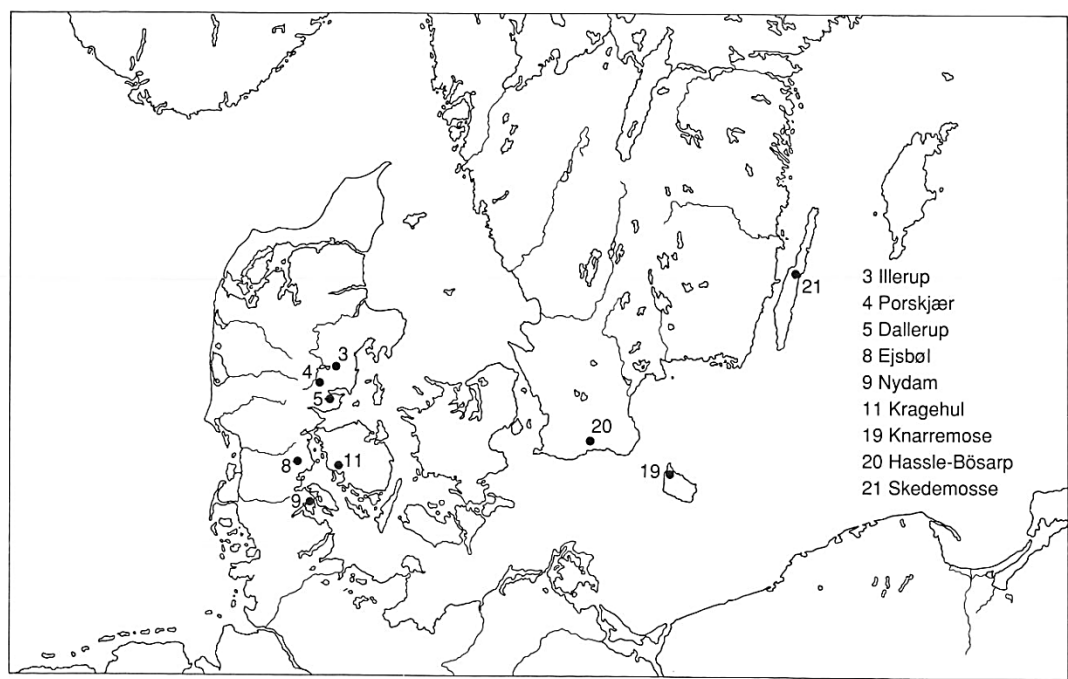 3
4
5
8
11
9
20
19
21
3 Illerup
4 Porskjær
5 Dallerup
8 Ejsbøl
9 Nydam
11 Kragehul
19 Knarremose
20 Hassle-Bösarp
21 Skedemosse